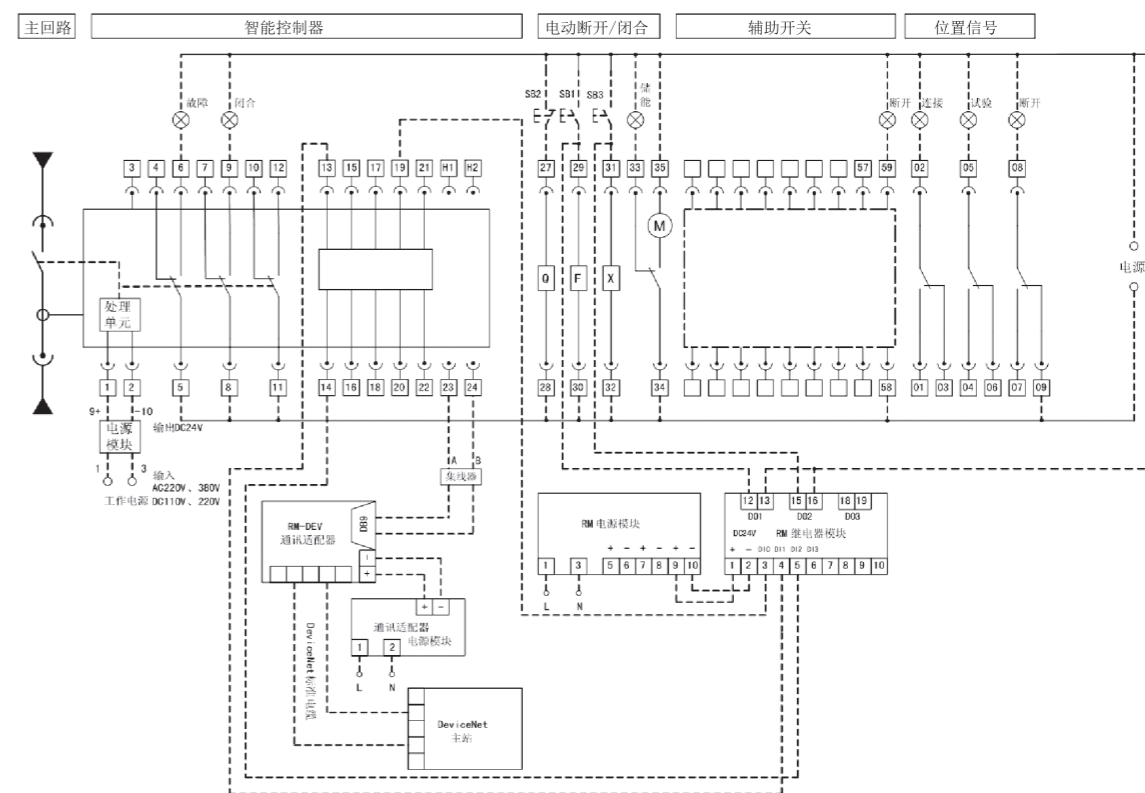 主回路 智能控制器 电动断开/闭合 辅助开关 位置信号
故障 闭合 储能 断开 连接 试验 断开
SB2 SB1 SB3
3 4 6 7 9 10 12 13 15 17 19 21 H1 H2 27 29 31 33 35 57 59 02 05 08
M
Q F X
电源
处理
单元
1 2 5 8 11 14 16 18 20 22 23 24 28 30 32 34 58 01 03 04 06 07 09
9+ -10
电源
模块
输出DC24V
1 3
输入
AC220V、380V
工作电源 DC110V、220V
A B
集线器
RM-DEV
通讯适配器
DB9
- +
+ -
通讯适配器
电源模块
1 2
L N
DeviceNet标准电缆
DeviceNet
主站
RM 电源模块
+ - + - + -
1 3 5 6 7 8 9 10
L N
12 13 15 16 18 19
DO1 DO2 DO3
DC24V RM 继电器模块
+ - DI0 DI1 DI2 DI3
1 2 3 4 5 6 7 8 9 10